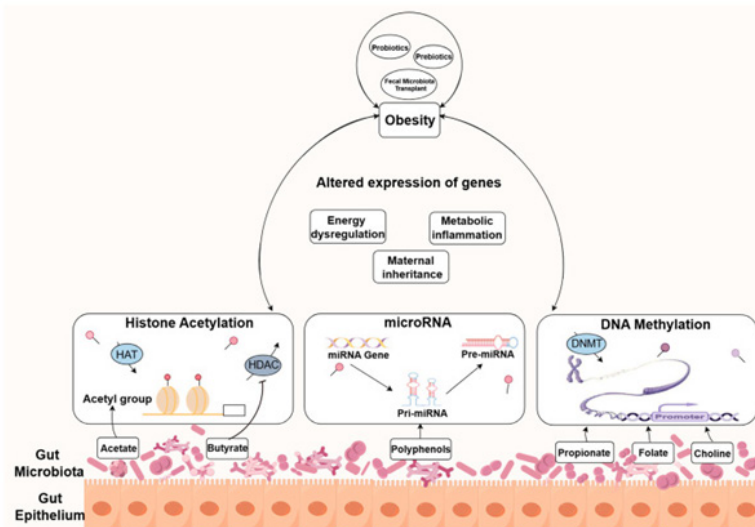 Probiotics
Prebiotics
Fecal Microbiota
Transplant
Obesity
Altered expression of genes
Energy
dysregulation
Metabolic
inflammation
Maternal
inheritance
Histone Acetylation
HAT
HDAC
Acetyl group
microRNA
miRNA Gene
Pre-miRNA
Pri-miRNA
DNA Methylation
DNMT
Promoter
Gut
Microbiota
Acetate
Butyrate
Polyphenols
Propionate
Folate
Choline
Gut
Epithelium